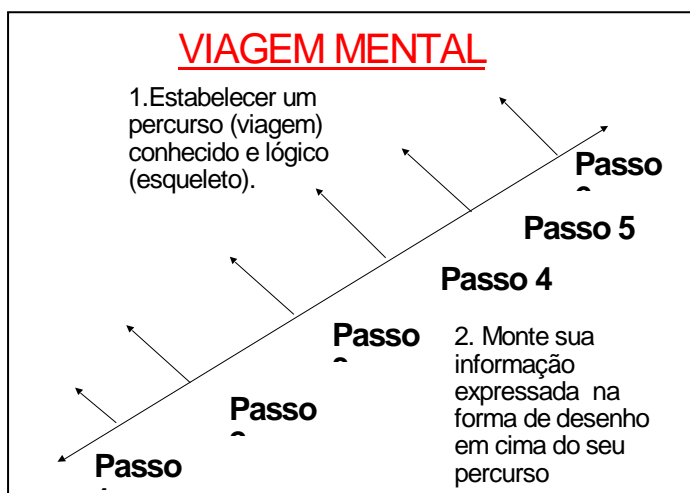 VIAGEM MENTAL
1.Estabelecer um
percurso (viagem)
conhecido e lógico
(esqueleto).
Passo
Passo 5
Passo 4
Passo
Passo
Passo
2. Monte sua
informação
expressada na
forma de desenho
em cima do seu
percurso